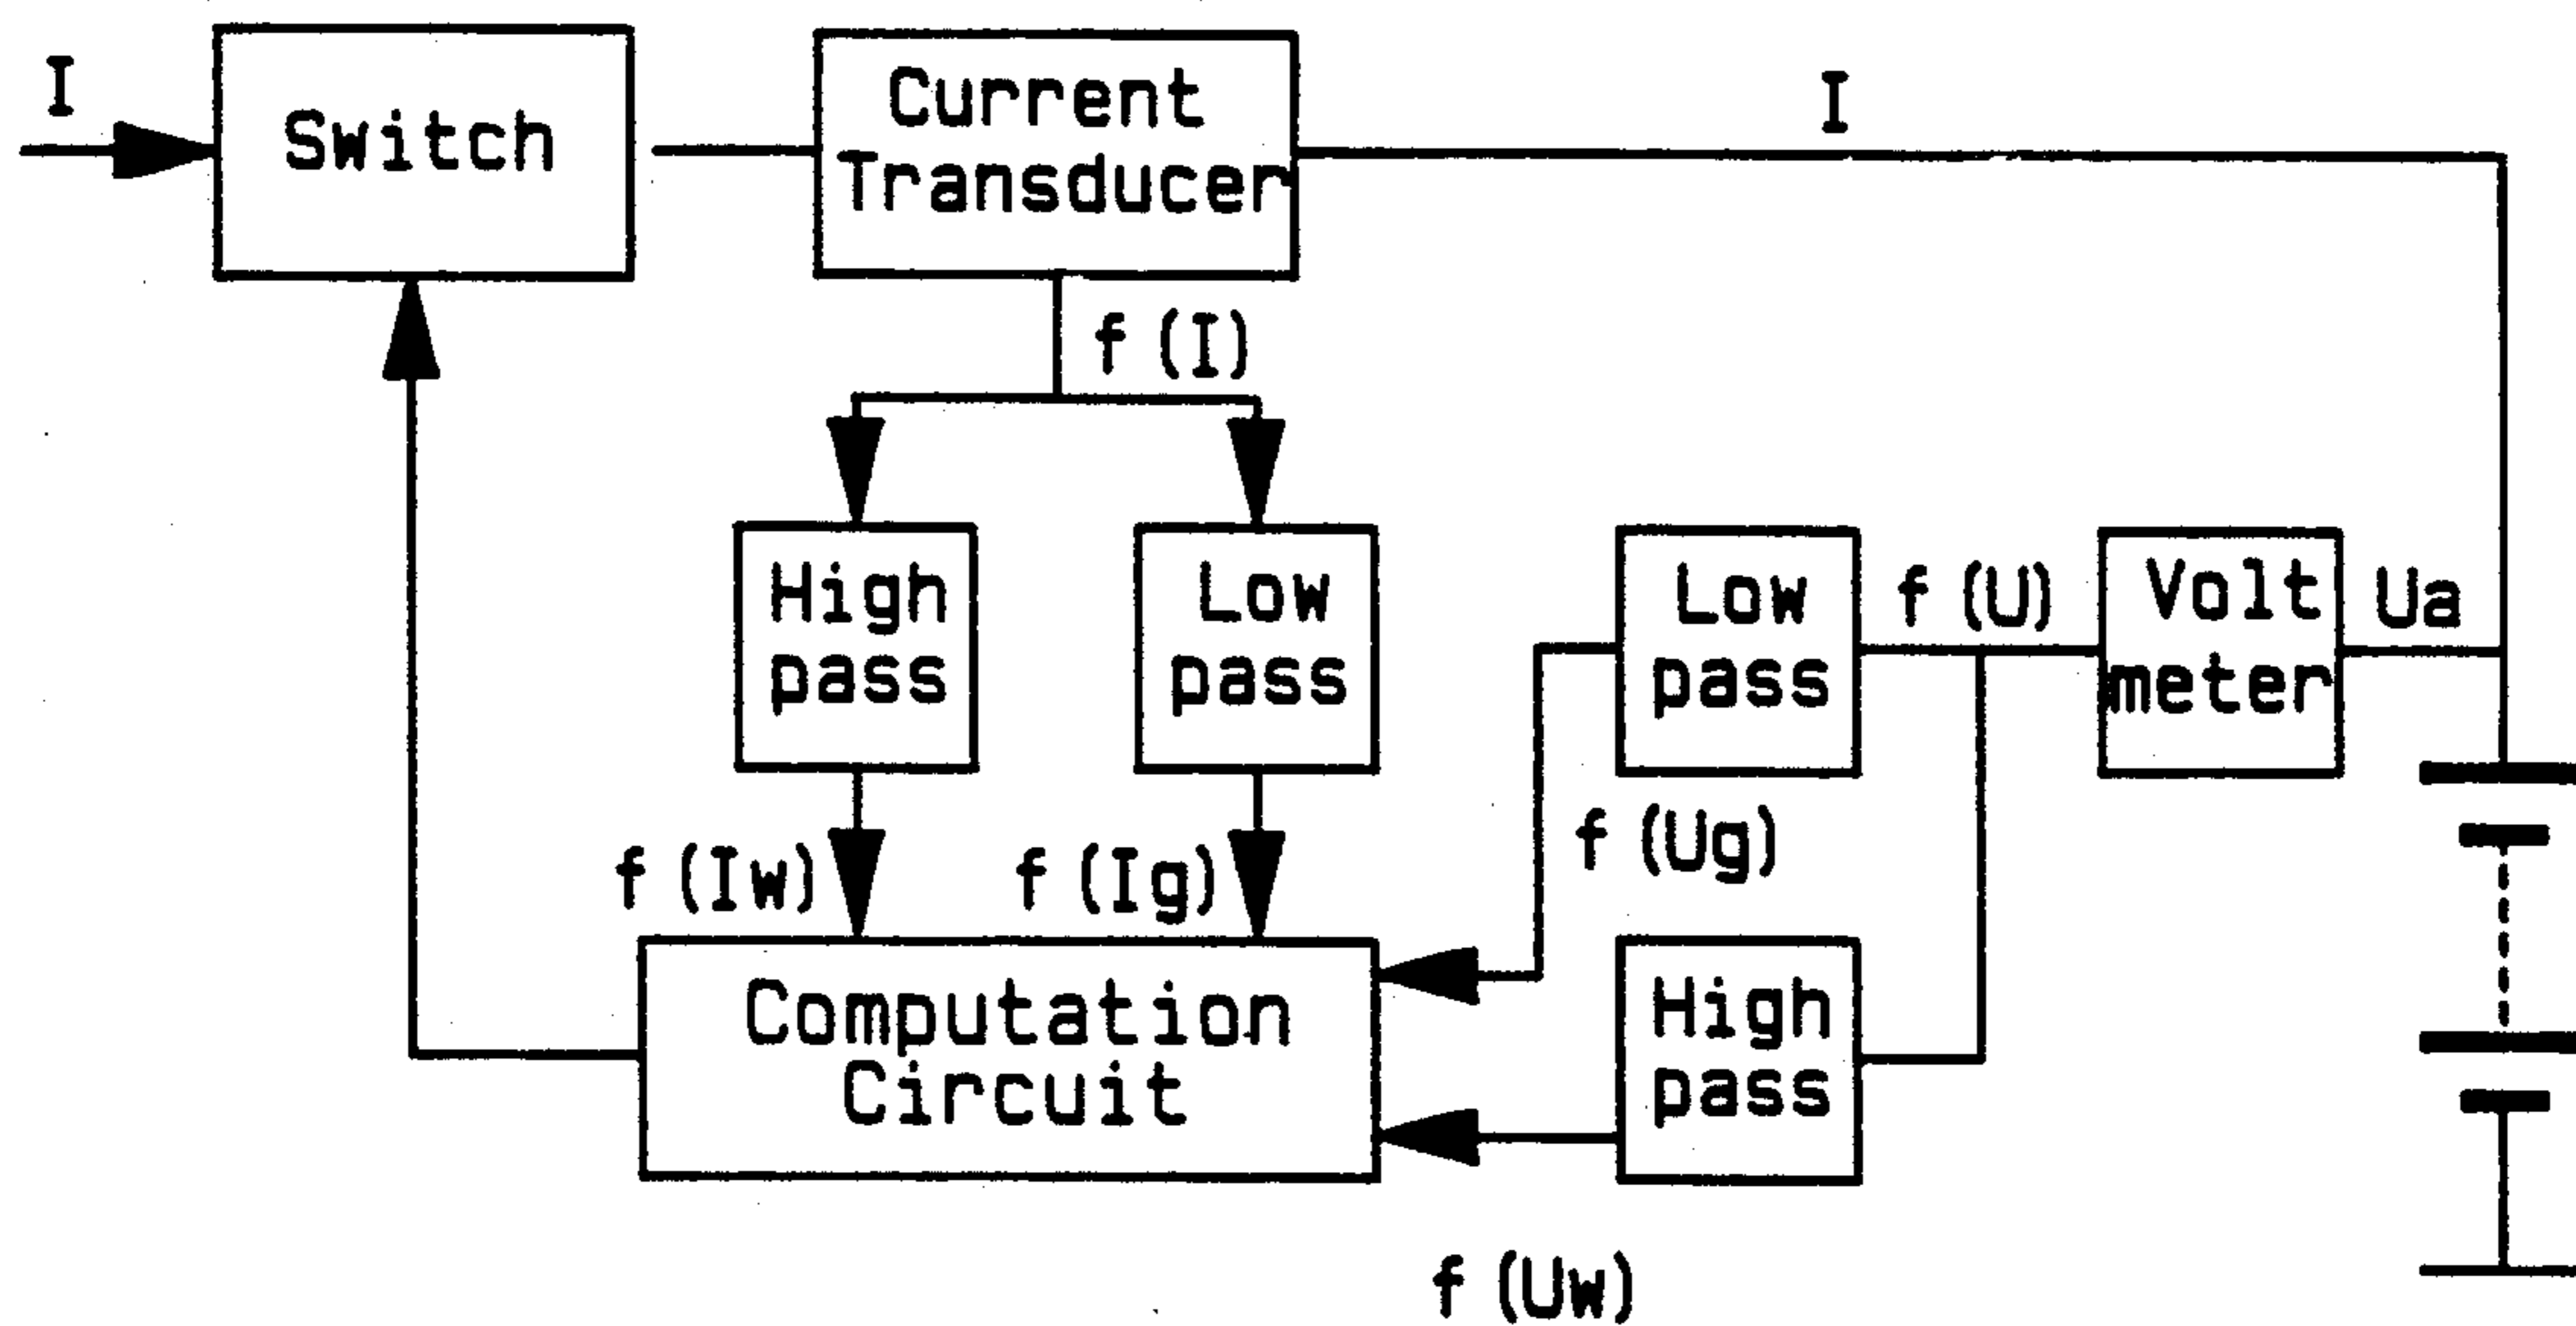 I
Switch
Current
Transducer
I
f (I)
High
pass
Low
pass
Low
pass
f (U)
Volt
meter
Ua
f (Iw)
f (Ig)
f (Ug)
Computation
Circuit
High
pass
f (Uw)